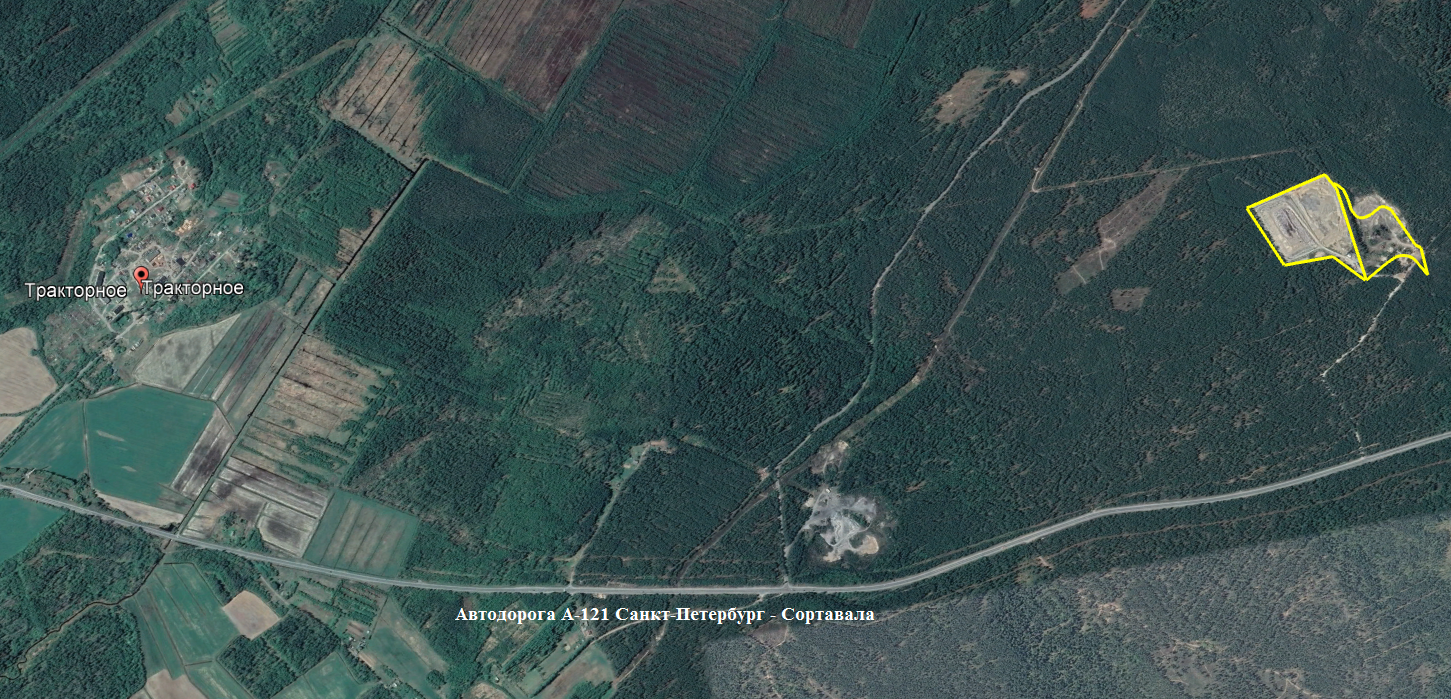 Тракторное Тракторное
Автодорога А-121 Санкт-Петербург - Сортавала